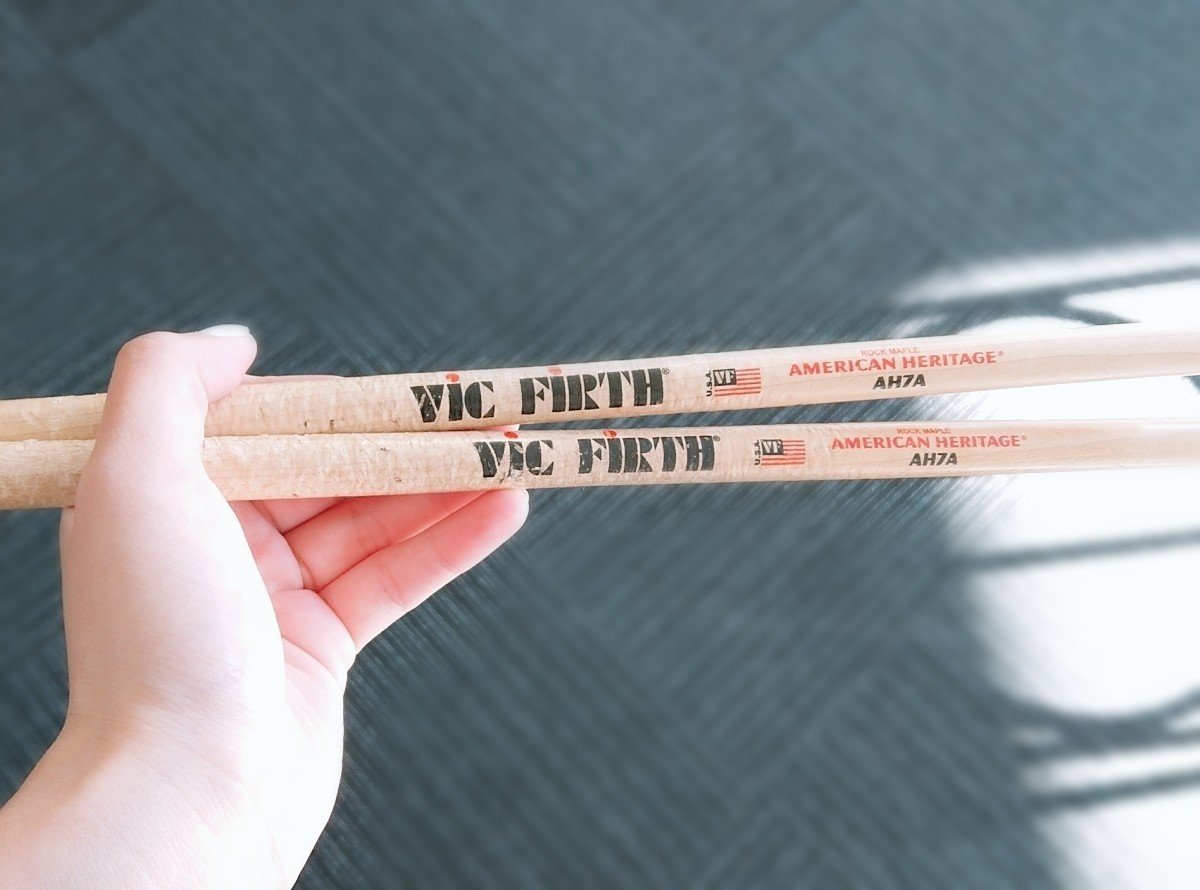 VIC FIRTH®
U.S.A
VF
ROCK MAPLE
AMERICAN HERITAGE®
AH7A
VIC FIRTH®
U.S.A
VF
ROCK MAPLE
AMERICAN HERITAGE®
AH7A